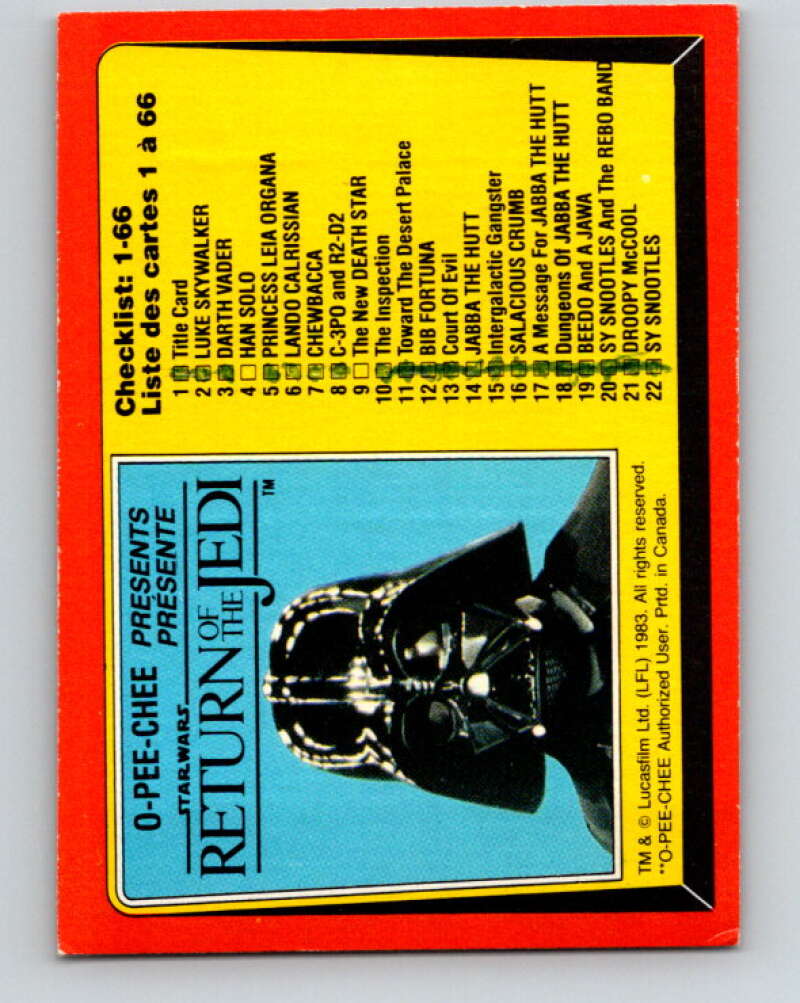 O-PEE-CHEE PRESENTS
PRÉSENTE
STAR WARS
RETURN OF THE JEDI
TM
Checklist: 1-66
Liste des cartes 1 à 66
1 Title Card
2 LUKE SKYWALKER
3 DARTH VADER
4 HAN SOLO
5 PRINCESS LEIA ORGANA
6 LANDO CALRISSIAN
7 CHEWBACCA
8 C-3PO and R2-D2
9 The New DEATH STAR
10 The Inspection
11 Toward The Desert Palace
12 BIB FORTUNA
13 Court Of Evil
14 JABBA THE HUTT
15 Intergalactic Gangster
16 SALACIOUS CRUMB
17 A Message For JABBA THE HUTT
18 Dungeons Of JABBA THE HUTT
19 BEEDO And A JAWA
20 SY SNOOTLES And The REBO BAND
21 DROOPY McCOOL
22 SY SNOOTLES
TM & © Lucasfilm Ltd. (LFL) 1983. All rights reserved.
**O-PEE-CHEE Authorized User. Prtd. in Canada.